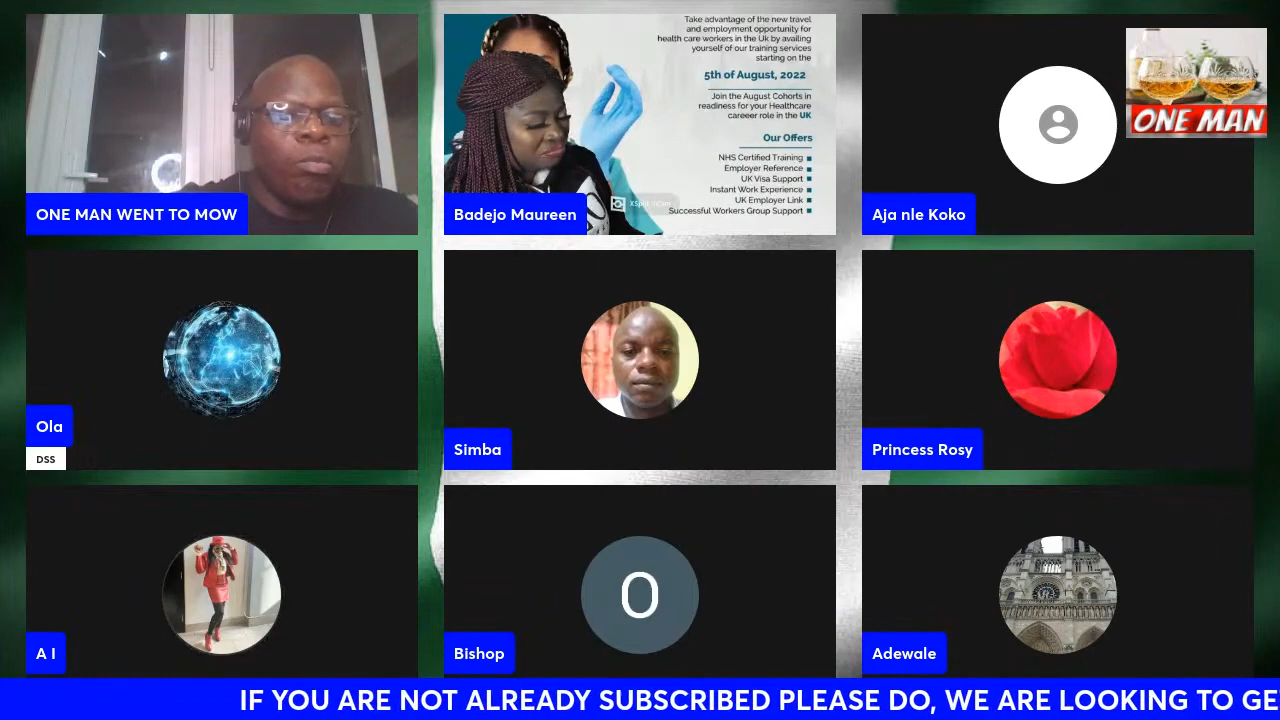 Take advantage of the new travel
and employment opportunity for
health care workers in the Uk by availing
yourself of our training services
starting on the
5th of August, 2022
Join the August Cohorts in
readiness for your Healthcare
careeer role in the UK
Our Offers
NHS Certified Training
Employer Reference
UK Visa Support
Instant Work Experience
UK Employer Link
Successful Workers Group Support
ONE MAN
ONE MAN WENT TO MOW
Badejo Maureen
Aja nle Koko
Ola
DSS
Simba
Princess Rosy
A I
O
Bishop
Adewale
IF YOU ARE NOT ALREADY SUBSCRIBED PLEASE DO, WE ARE LOOKING TO GE